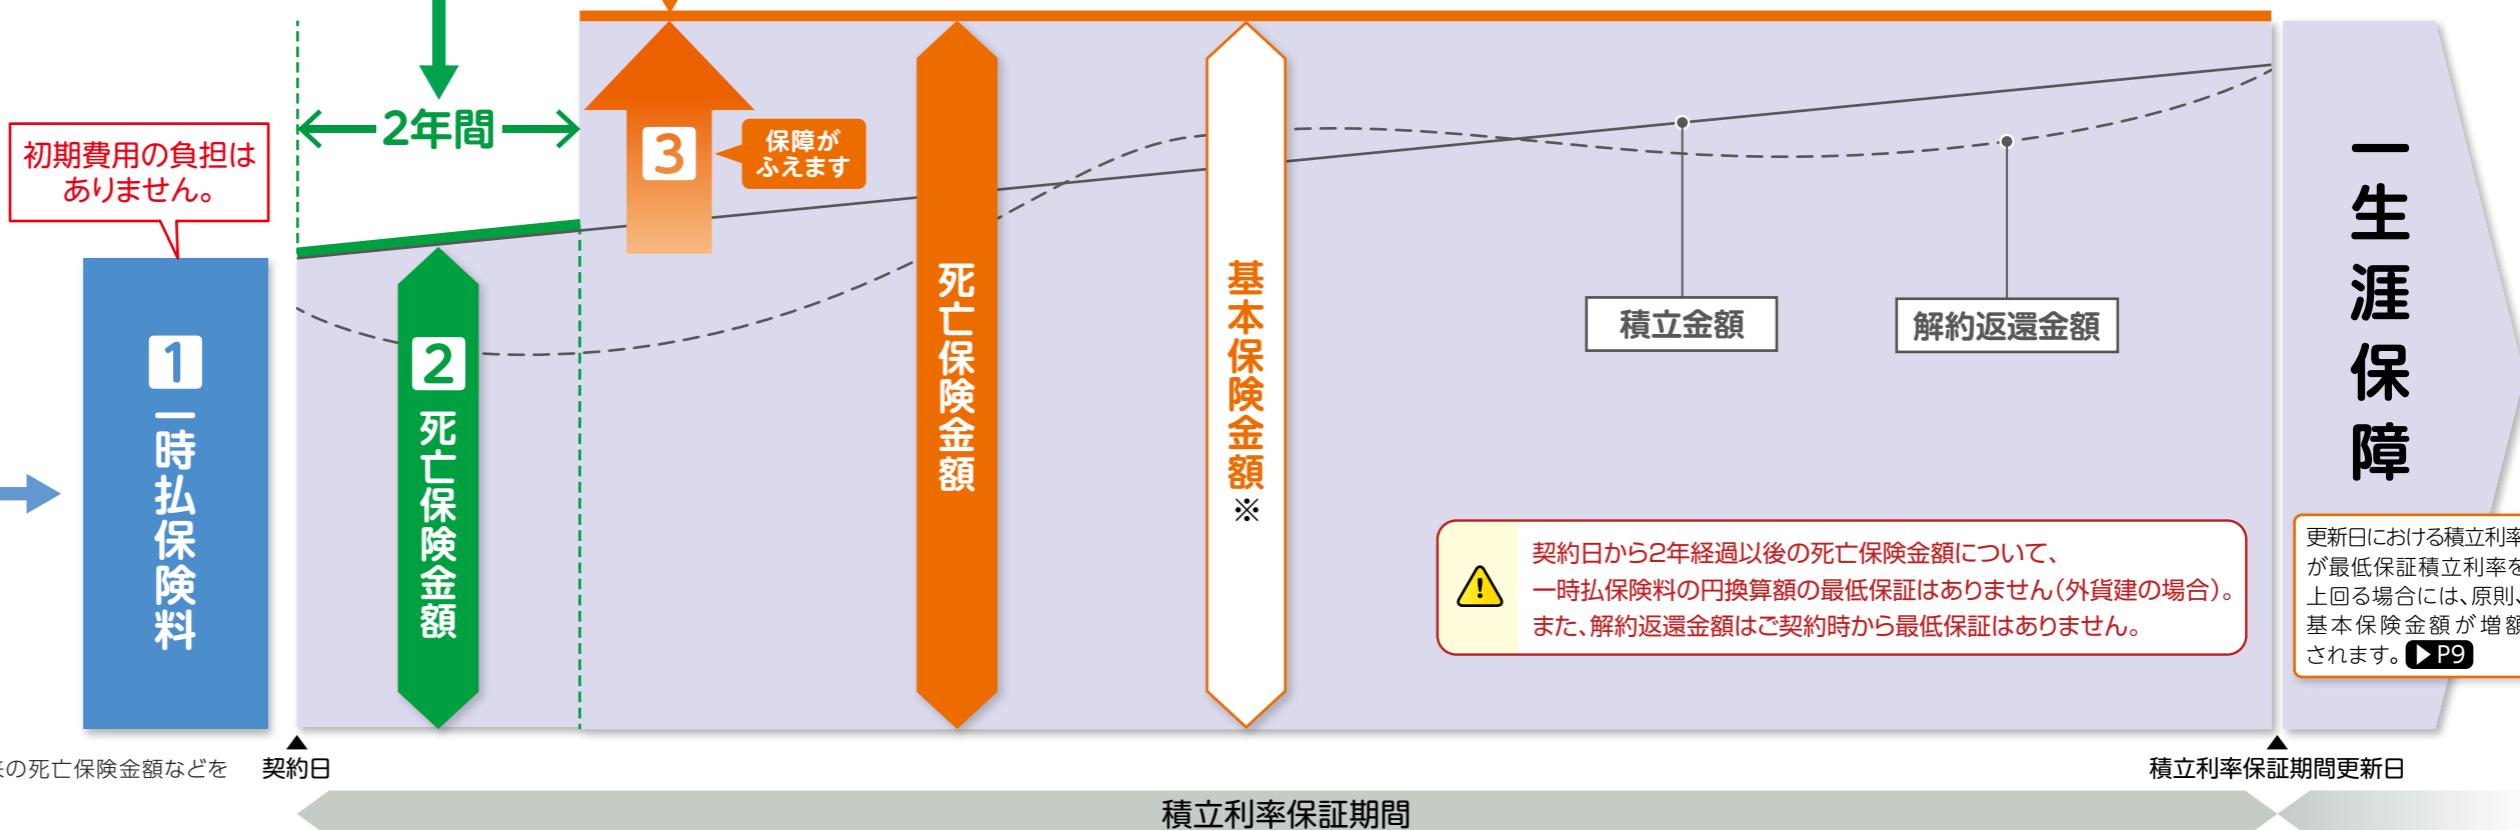 初期費用の負担は
ありません。
1
一時払保険料
2年間
2
死亡保険金額
3
保障が
ふえます
死亡保険金額
基本保険金額※
積立金額
解約返還金額
契約日から2年経過以後の死亡保険金額について、
一時払保険料の円換算額の最低保証はありません(外貨建の場合)。
また、解約返還金額はご契約時から最低保証はありません。
一生涯保障
更新日における積立利率
が最低保証積立利率を
上回る場合には、原則、
基本保険金額が増額
されます。▶P9
の死亡保険金額などを
契約日
積立利率保証期間更新日
積立利率保証期間